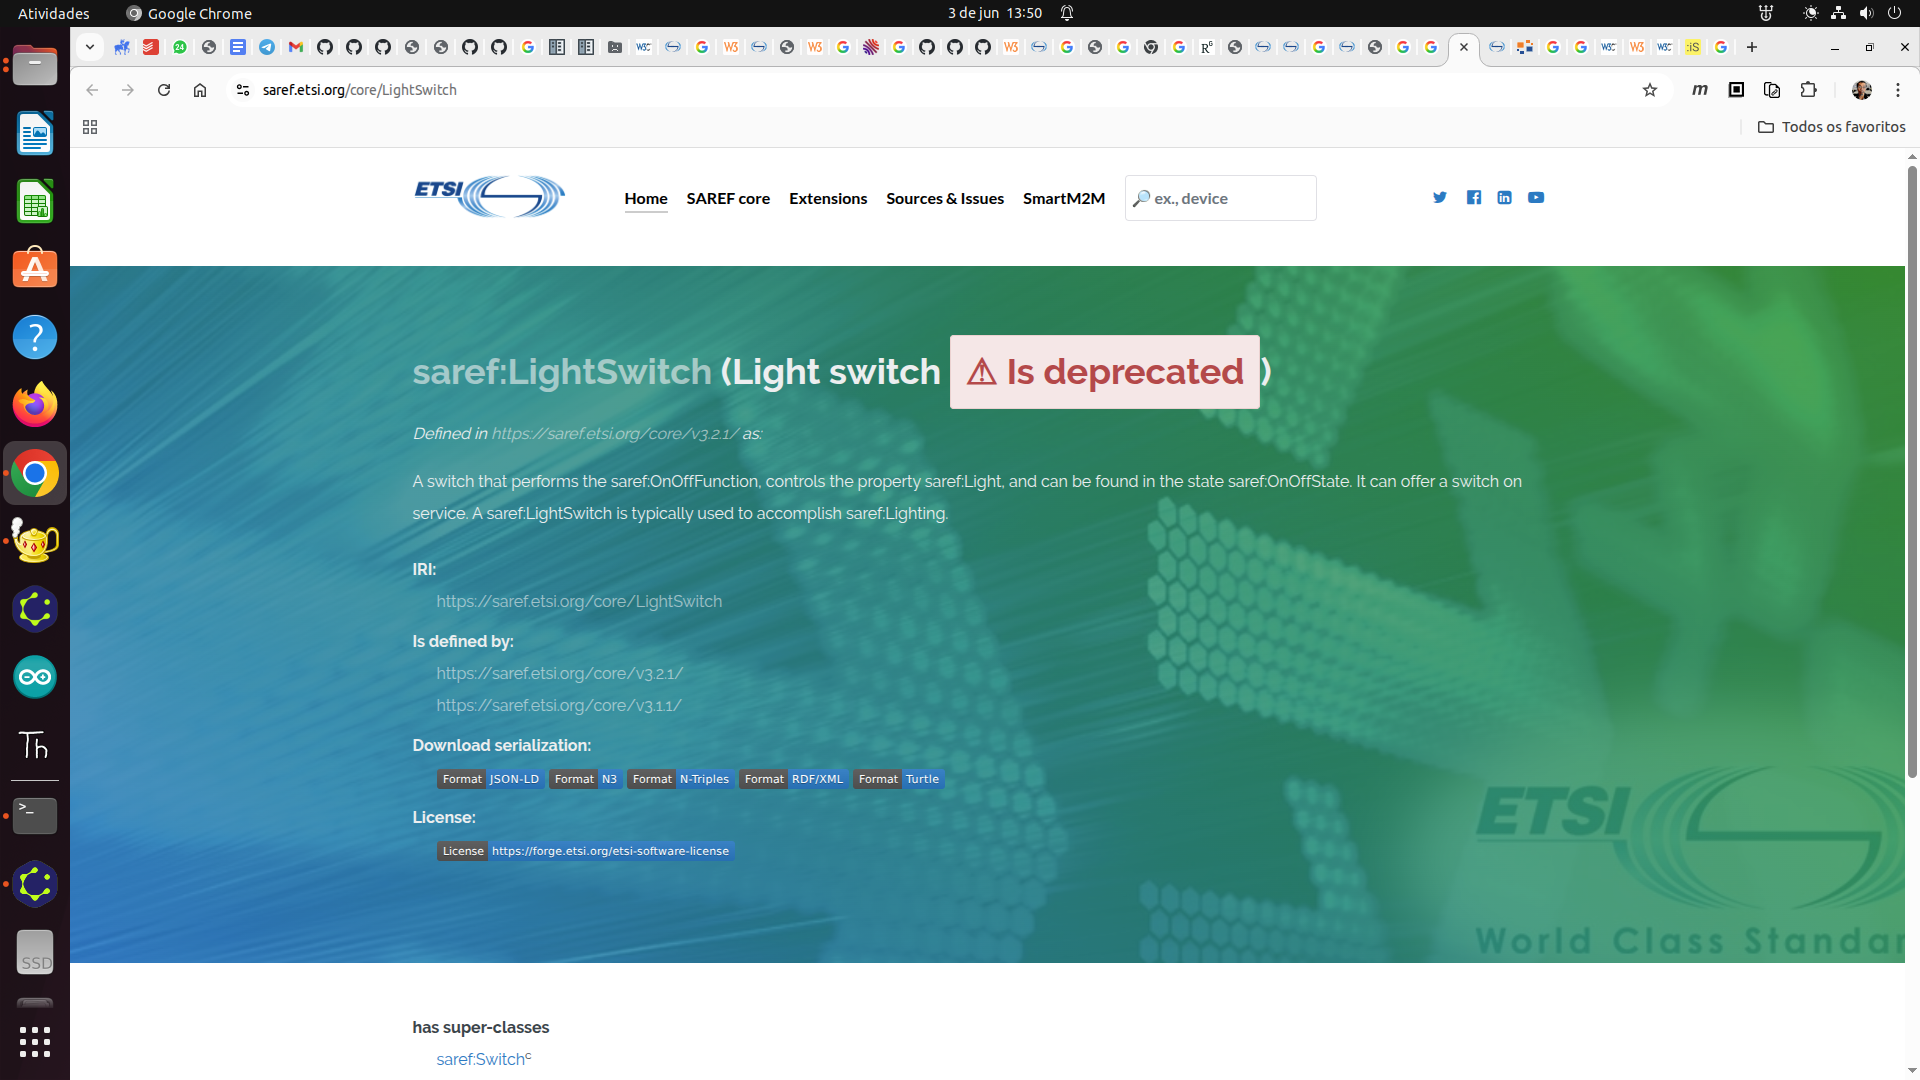 Atividades
Google Chrome
3 de jun 13:50
saref.etsi.org/core/LightSwitch
Todos os favoritos
ETSI
Home
SAREF core
Extensions
Sources & Issues
SmartM2M
ex., device
saref:LightSwitch (Light switch ⚠ Is deprecated )
Defined in https://saref.etsi.org/core/v3.2.1/ as:
A switch that performs the saref:OnOffFunction, controls the property saref:Light, and can be found in the state saref:OnOffState. It can offer a switch on
service. A saref:LightSwitch is typically used to accomplish saref:Lighting.
IRI:
https://saref.etsi.org/core/LightSwitch
Is defined by:
https://saref.etsi.org/core/v3.2.1/
https://saref.etsi.org/core/v3.1.1/
Download serialization:
Format JSON-LD Format N3 Format N-Triples Format RDF/XML Format Turtle
License:
License https://forge.etsi.org/etsi-software-license
ETSI
World Class Standar
has super-classes
saref:Switchᶜ
Th
SSD